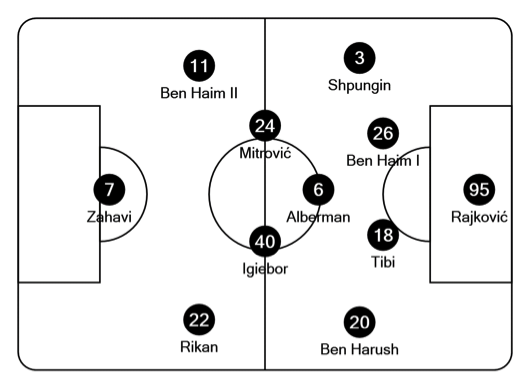 3
Shpungin
11
Ben Haim II
24
Mitrović
26
Ben Haim I
7
Zahavi
6
Alberman
95
Rajković
40
Igiebor
18
Tibi
22
Rikan
20
Ben Harush